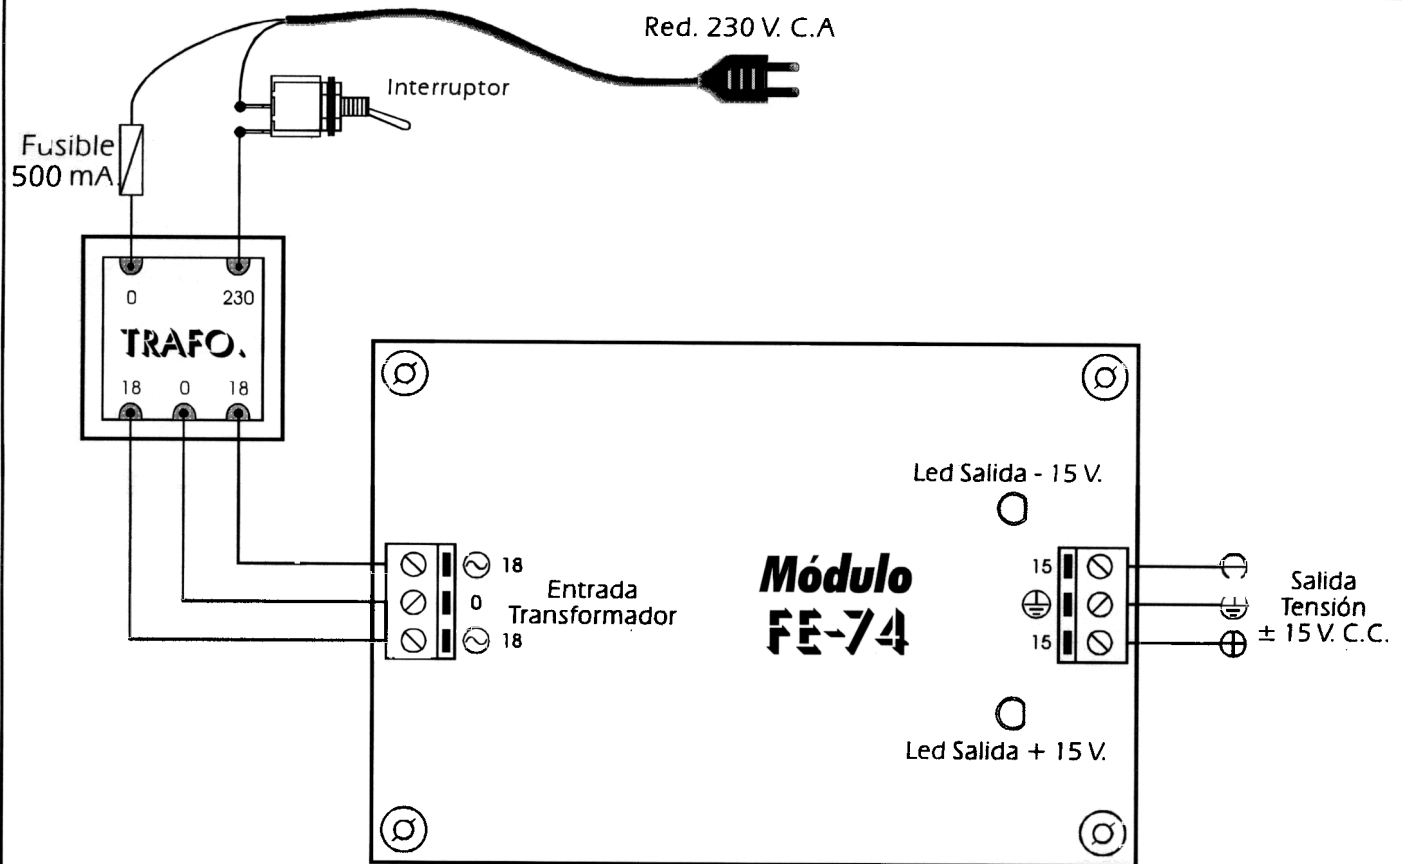 Red. 230 V. C.A
Interruptor
Fusible
500 mA.
0 230
TRAFO.
18 0 18
Led Salida - 15 V.
18
0
18
Entrada
Transformador
Módulo
FE-74
15
15
Salida
Tensión
± 15 V. C.C.
Led Salida + 15 V.